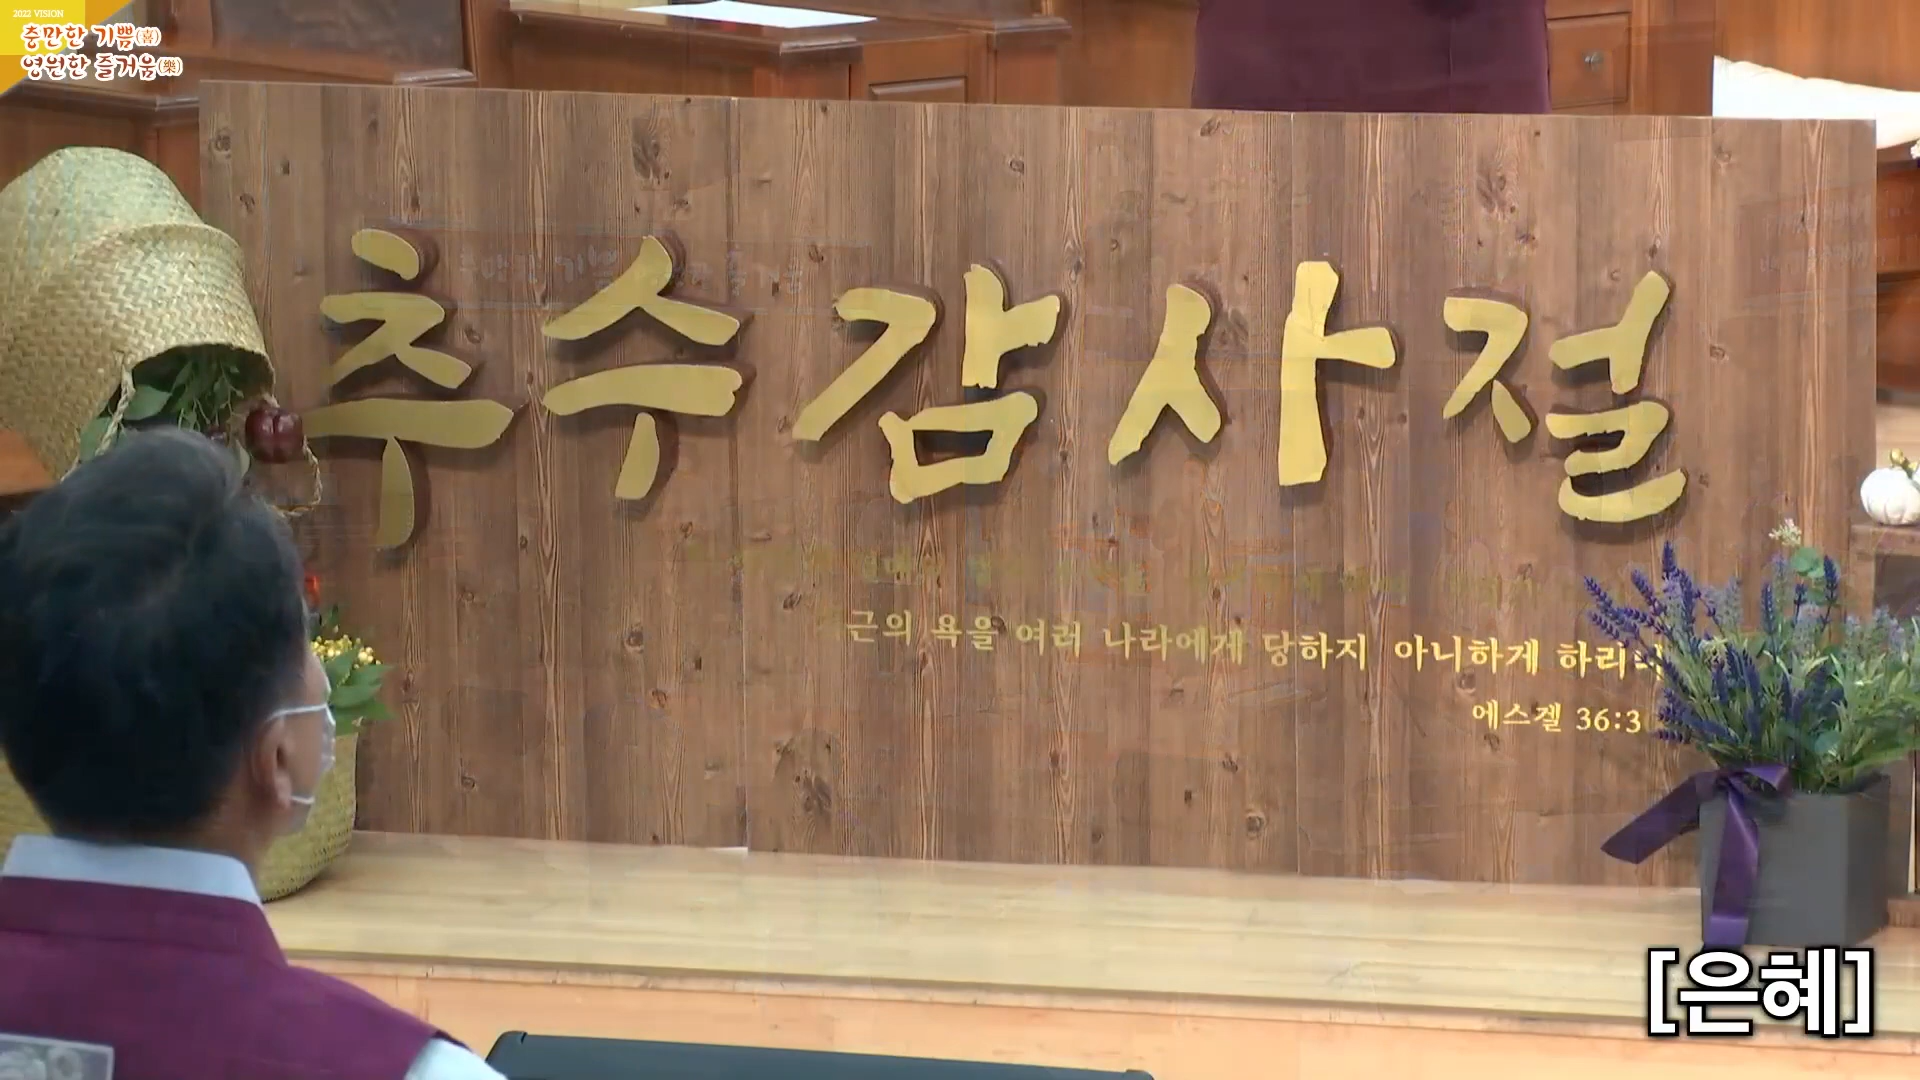 2022 VISION
충만한 기쁨(喜)
영원한 즐거움(樂)
추수감사절
근의 욕을 여러 나라에게 당하지 아니하게 하리
에스겔 36:3
[은혜]